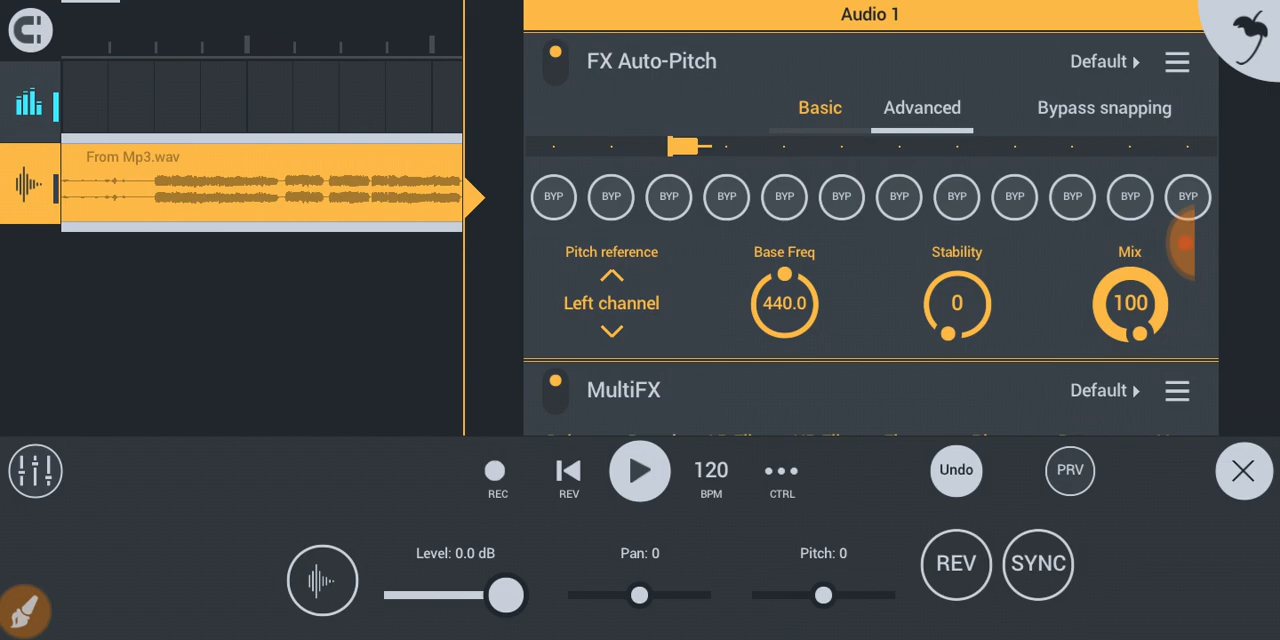 Audio 1
FX Auto-Pitch
Default
Basic
Advanced
Bypass snapping
From Mp3.wav
BYP BYP BYP BYP BYP BYP BYP BYP BYP BYP BYP BYP
Pitch reference
Base Freq
Stability
Mix
Left channel
440.0
0
100
MultiFX
Default
120
Undo
PRV
REC
REV
BPM
CTRL
Level: 0.0 dB
Pan: 0
Pitch: 0
REV
SYNC